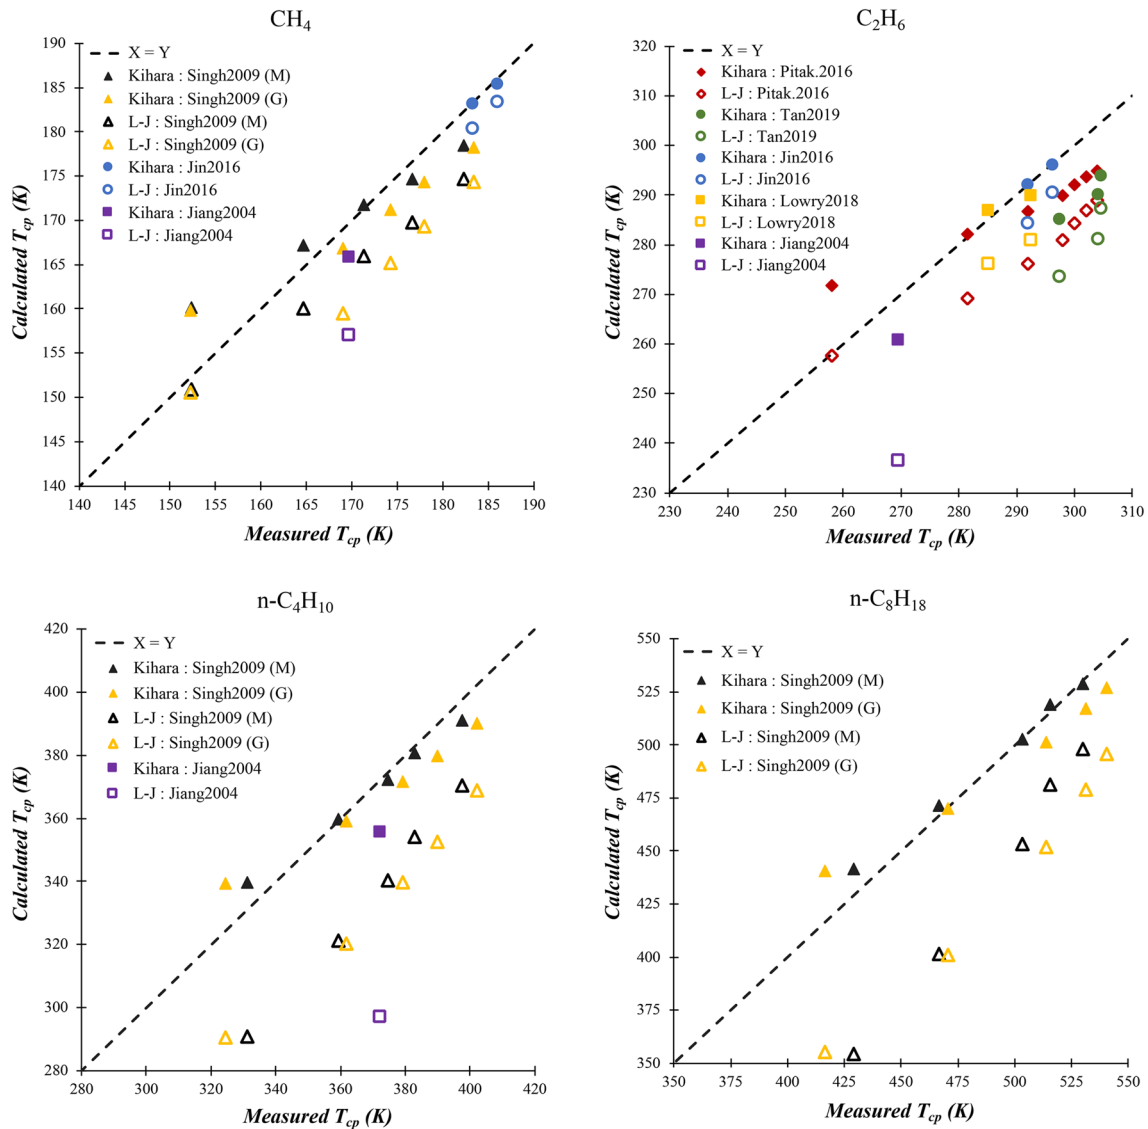 CH4
190
185
180
175
170
165
160
155
150
145
140
Calculated Tcp (K)
X = Y
Kihara : Singh2009 (M)
Kihara : Singh2009 (G)
L-J : Singh2009 (M)
L-J : Singh2009 (G)
Kihara : Jin2016
L-J : Jin2016
Kihara : Jiang2004
L-J : Jiang2004
140 145 150 155 160 165 170 175 180 185 190
Measured Tcp (K)
C2H6
310
300
290
280
270
260
250
240
230
Calculated Tcp (K)
X = Y
Kihara : Pitak.2016
L-J : Pitak.2016
Kihara : Tan2019
L-J : Tan2019
Kihara : Jin2016
L-J : Jin2016
Kihara : Lowry2018
L-J : Lowry2018
Kihara : Jiang2004
L-J : Jiang2004
230 240 250 260 270 280 290 300 310
Measured Tcp (K)
n-C4H10
420
400
380
360
340
320
300
280
Calculated Tcp (K)
X = Y
Kihara : Singh2009 (M)
Kihara : Singh2009 (G)
L-J : Singh2009 (M)
L-J : Singh2009 (G)
Kihara : Jiang2004
L-J : Jiang2004
280 300 320 340 360 380 400 420
Measured Tcp (K)
n-C8H18
550
525
500
475
450
425
400
375
350
Calculated Tcp (K)
X = Y
Kihara : Singh2009 (M)
Kihara : Singh2009 (G)
L-J : Singh2009 (M)
L-J : Singh2009 (G)
350 375 400 425 450 475 500 525 550
Measured Tcp (K)